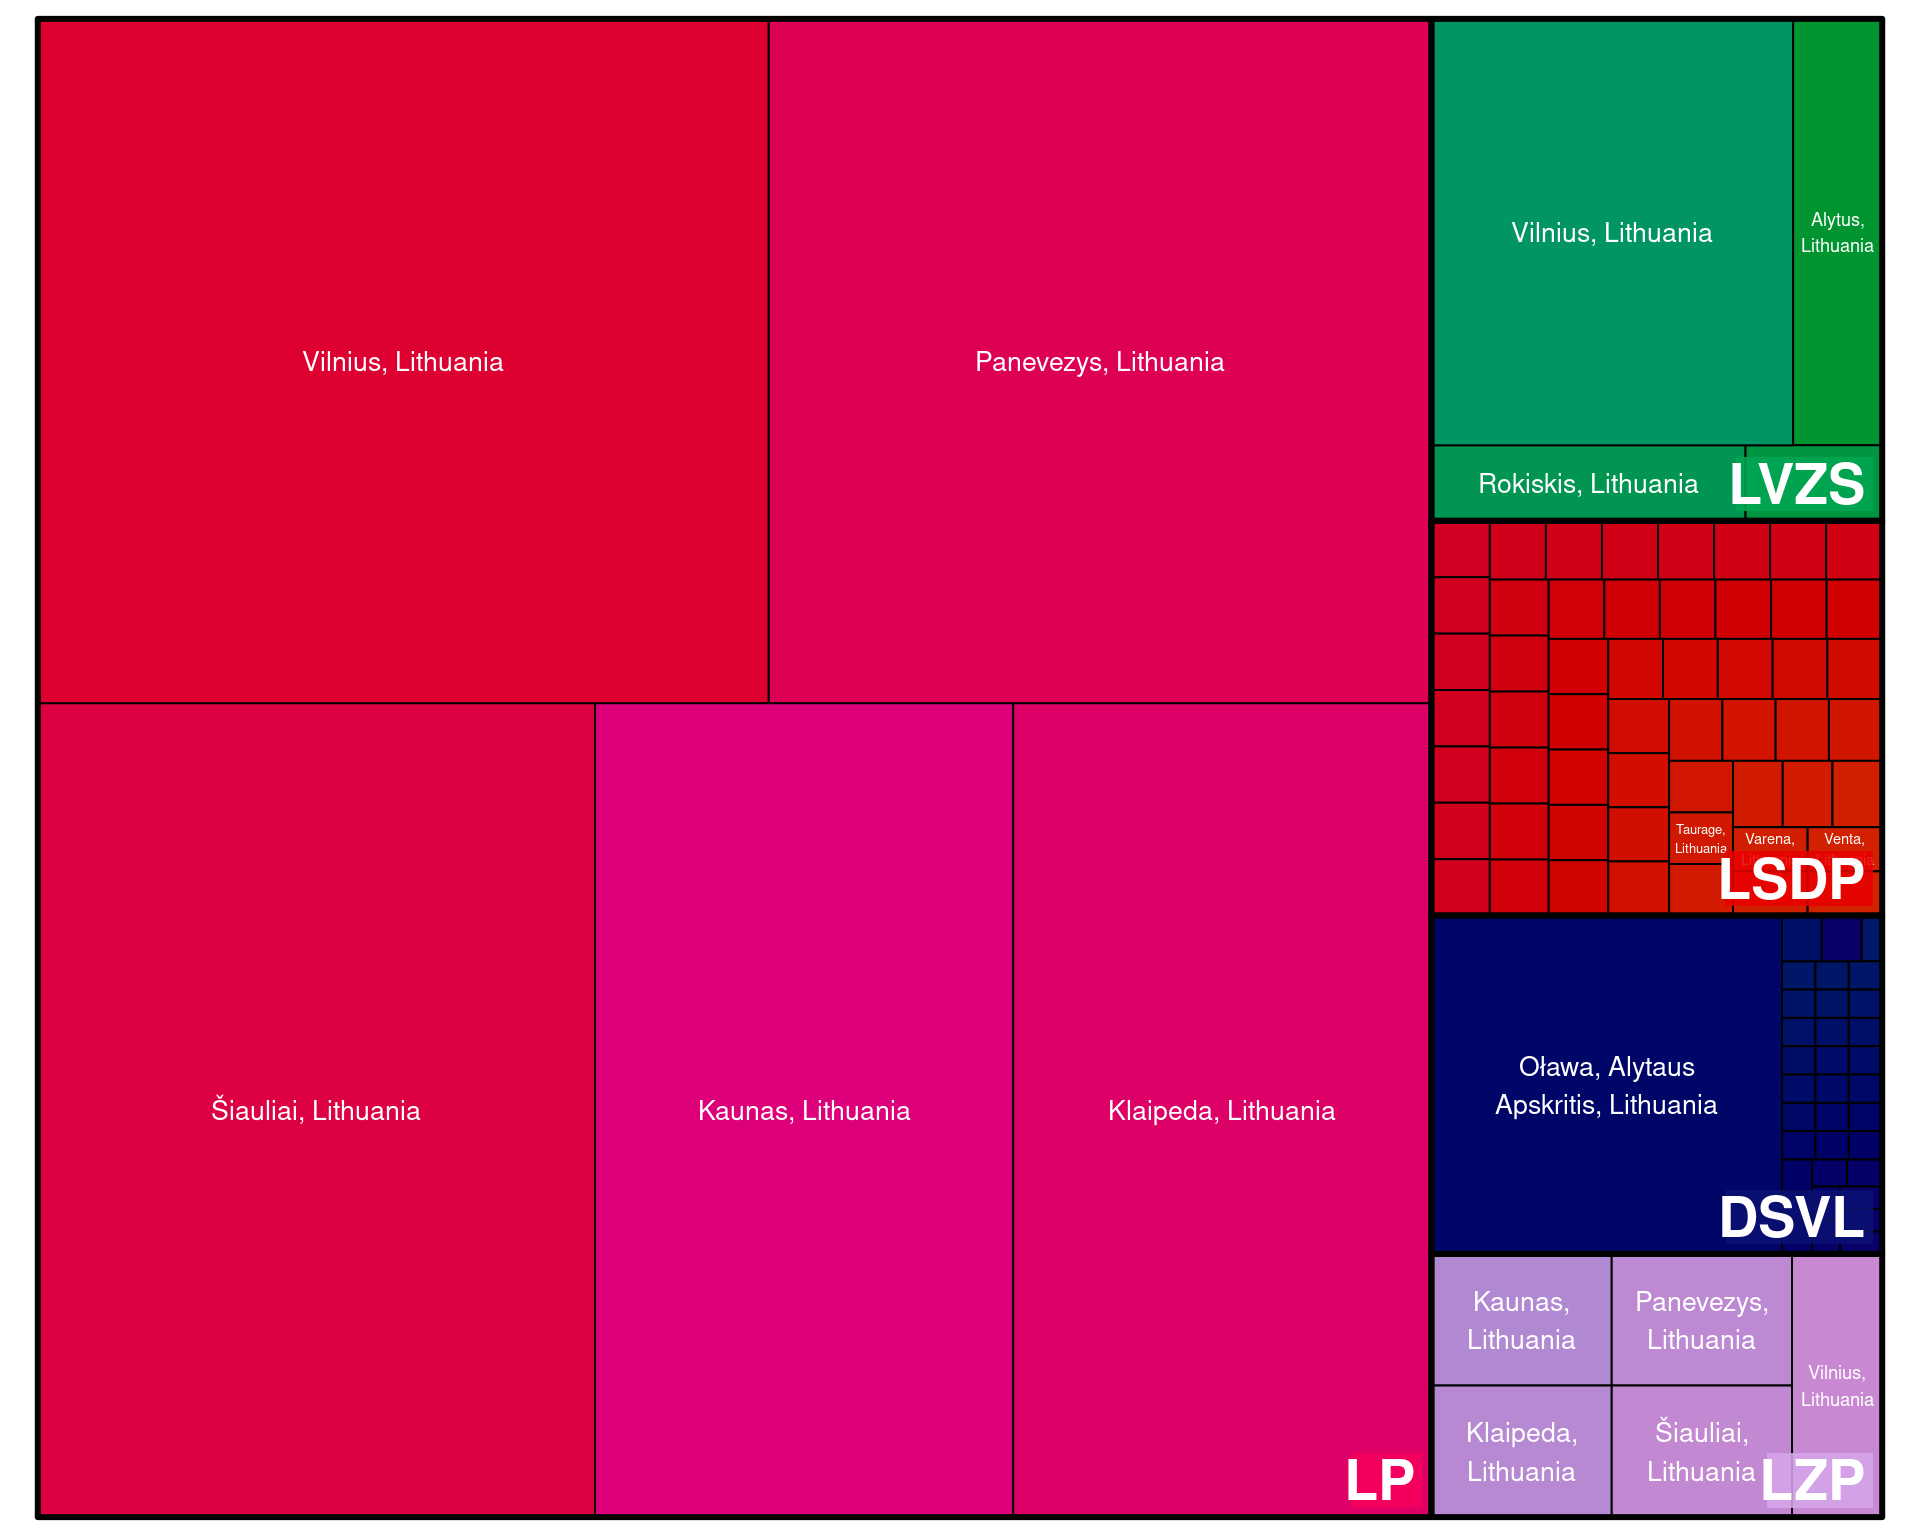 Vilnius, Lithuania
Panevezys, Lithuania
Šiauliai, Lithuania
Kaunas, Lithuania
Klaipeda, Lithuania
LP
Vilnius, Lithuania
Alytus,
Lithuania
Rokiskis, Lithuania
LVZS
Taurage,
Lithuania
Varena,
Venta,
LSDP
Oława, Alytaus
Apskritis, Lithuania
DSVL
Kaunas,
Lithuania
Panevezys,
Lithuania
Klaipeda,
Lithuania
Šiauliai,
Lithuania
Vilnius,
Lithuania
LZP